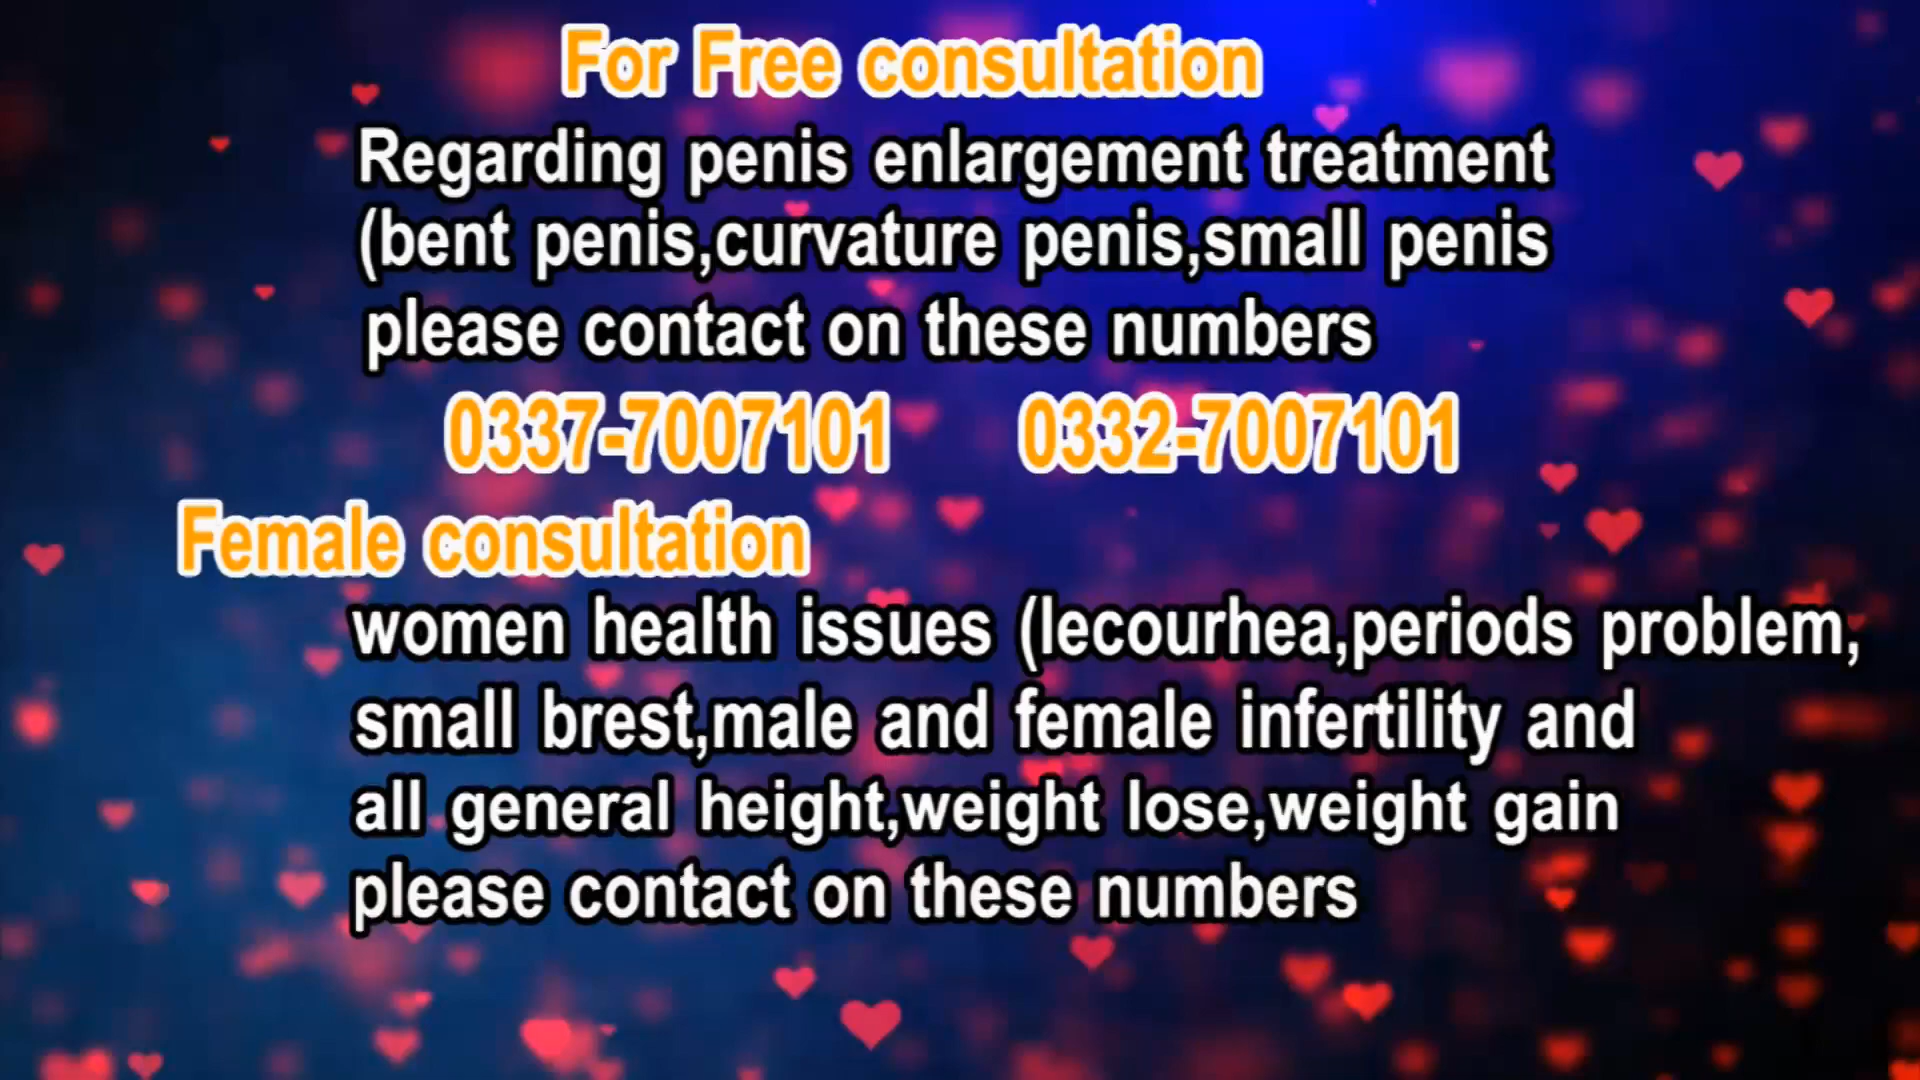 For Free consultation
Regarding penis enlargement treatment
(bent penis,curvature penis,small penis
please contact on these numbers
0337-7007101 0332-7007101
Female consultation
women health issues (lecourhea,periods problem,
small brest,male and female infertility and
all general height,weight lose,weight gain
please contact on these numbers